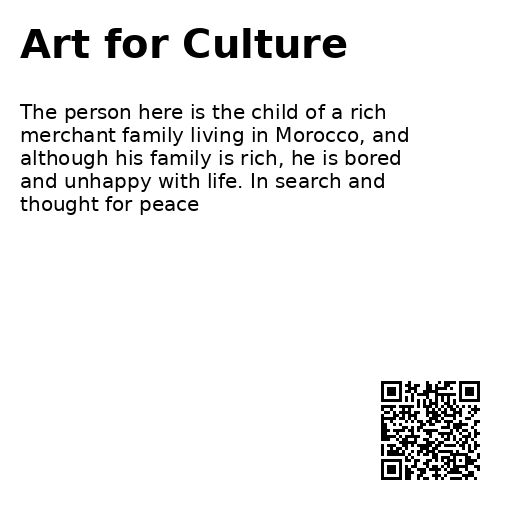 Art for Culture
The person here is the child of a rich
merchant family living in Morocco, and
although his family is rich, he is bored
and unhappy with life. In search and
thought for peace